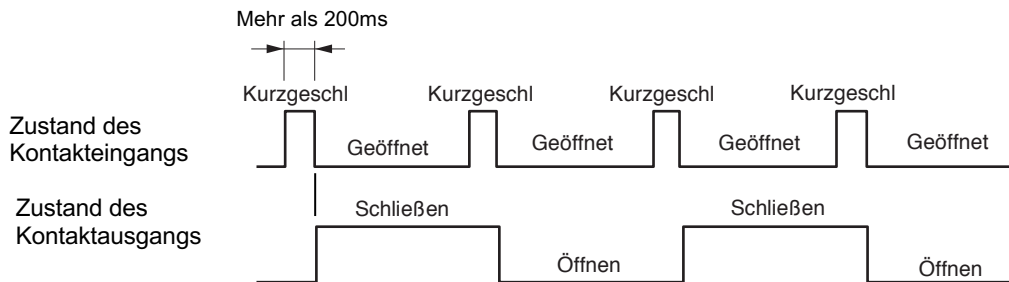 Mehr als 200ms
Kurzgeschl Kurzgeschl Kurzgeschl Kurzgeschl
Zustand des
Kontakteingangs
Geöffnet Geöffnet Geöffnet Geöffnet
Zustand des
Kontaktausgangs
Schließen Schließen
Öffnen Öffnen